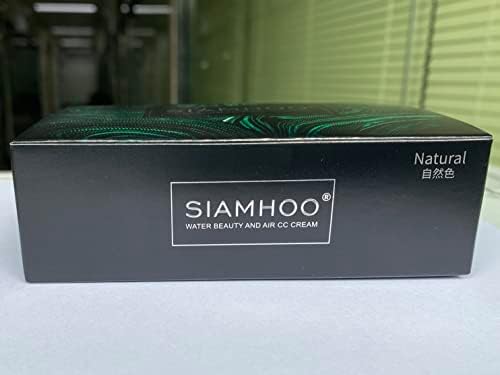 Natural
自然色
SIAMHOO®
WATER BEAUTY AND AIR CC CREAM